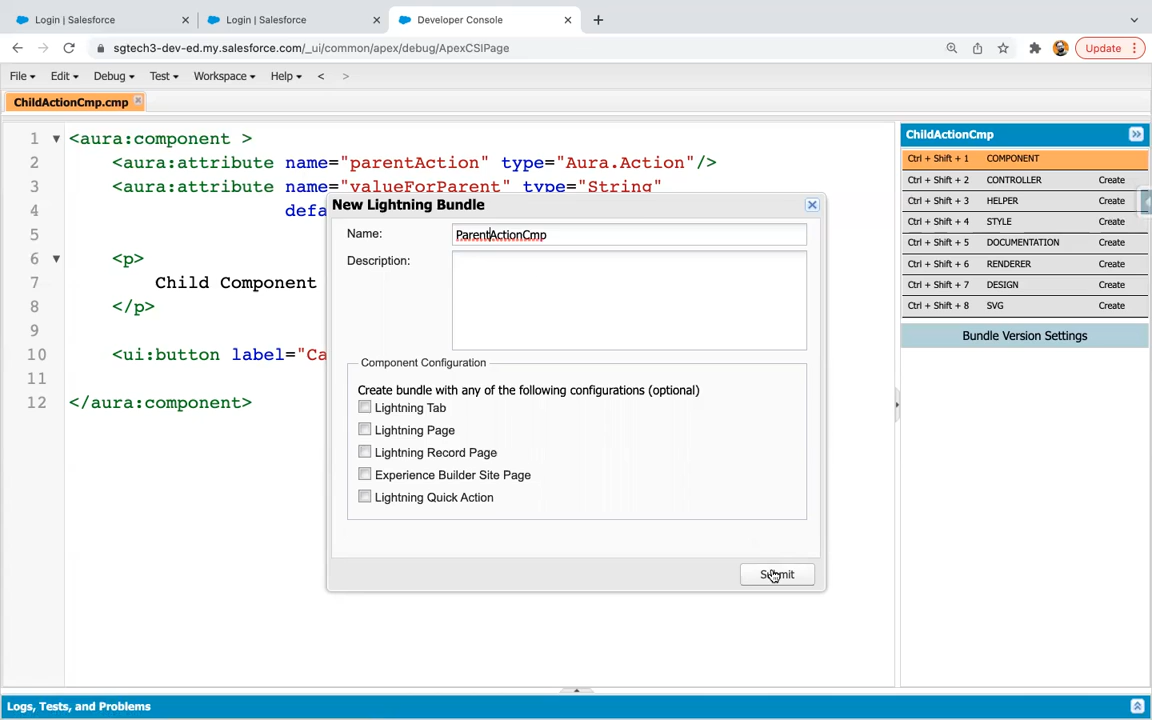 Login | Salesforce
Login | Salesforce
Developer Console
sgtech3-dev-ed.my.salesforce.com/_ui/common/apex/debug/ApexCSIPage
Update
File Edit Debug Test Workspace Help < >
ChildActionCmp.cmp
1 <aura:component >
2 <aura:attribute name="parentAction" type="Aura.Action"/>
3 <aura:attribute name="valueForParent" type="String"
4 defa
5
6 <p>
7 Child Component
8 </p>
9
10 <ui:button label="Ca
11
12 </aura:component>
New Lightning Bundle
Name: ParentActionCmp
Description:
Component Configuration
Create bundle with any of the following configurations (optional)
Lightning Tab
Lightning Page
Lightning Record Page
Experience Builder Site Page
Lightning Quick Action
Submit
ChildActionCmp
Ctrl + Shift + 1 COMPONENT
Ctrl + Shift + 2 CONTROLLER Create
Ctrl + Shift + 3 HELPER Create
Ctrl + Shift + 4 STYLE Create
Ctrl + Shift + 5 DOCUMENTATION Create
Ctrl + Shift + 6 RENDERER Create
Ctrl + Shift + 7 DESIGN Create
Ctrl + Shift + 8 SVG Create
Bundle Version Settings
Logs, Tests, and Problems